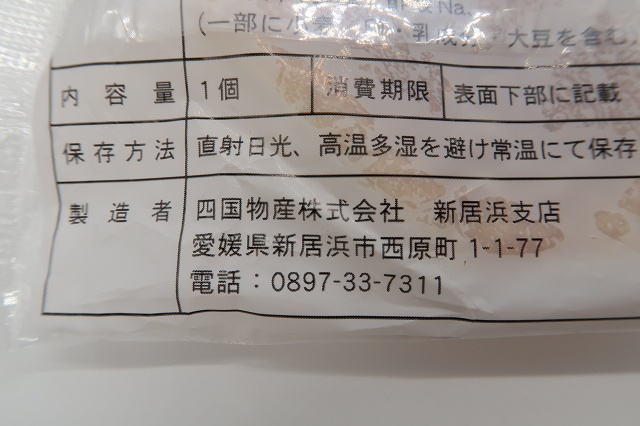 Na
(一部に小・乳成分・大豆を含む
内容量 1個 消費期限 表面下部に記載
保存方法 直射日光、高温多湿を避け常温にて保存
製造者 四国物産株式会社 新居浜支店
愛媛県新居浜市西原町1-1-77
電話：0897-33-7311